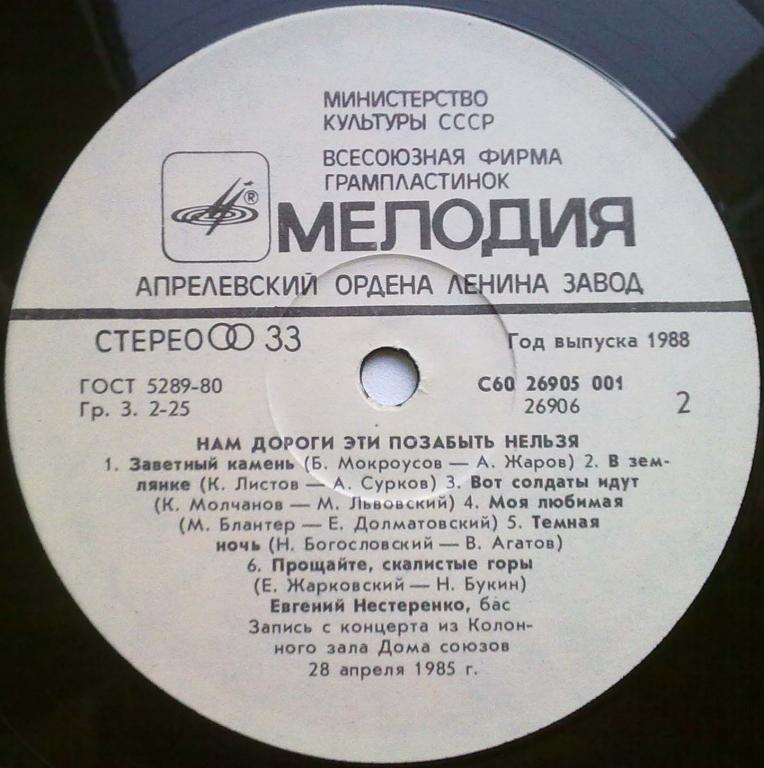 МИНИСТЕРСТВО
КУЛЬТУРЫ СССР
ВСЕСОЮЗНАЯ ФИРМА
ГРАМПЛАСТИНОК
®
МЕЛОДИЯ
АПРЕЛЕВСКИЙ ОРДЕНА ЛЕНИНА ЗАВОД
СТЕРЕО 33
Год выпуска 1988
ГОСТ 5289-80
Гр. 3. 2-25
С60 26905 001
26906
2
НАМ ДОРОГИ ЭТИ ПОЗАБЫТЬ НЕЛЬЗЯ
1. Заветный камень (Б. Мокроусов — А. Жаров) 2. В зем-
лянке (К. Листов — А. Сурков) 3. Вот солдаты идут
(К. Молчанов — М. Львовский) 4. Моя любимая
(М. Блантер — Е. Долматовский) 5. Темная
ночь (Н. Богословский — В. Агатов)
6. Прощайте, скалистые горы
(Е. Жарковский — Н. Букин)
Евгений Нестеренко, бас
Запись с концерта из Колон-
ного зала Дома союзов
28 апреля 1985 г.